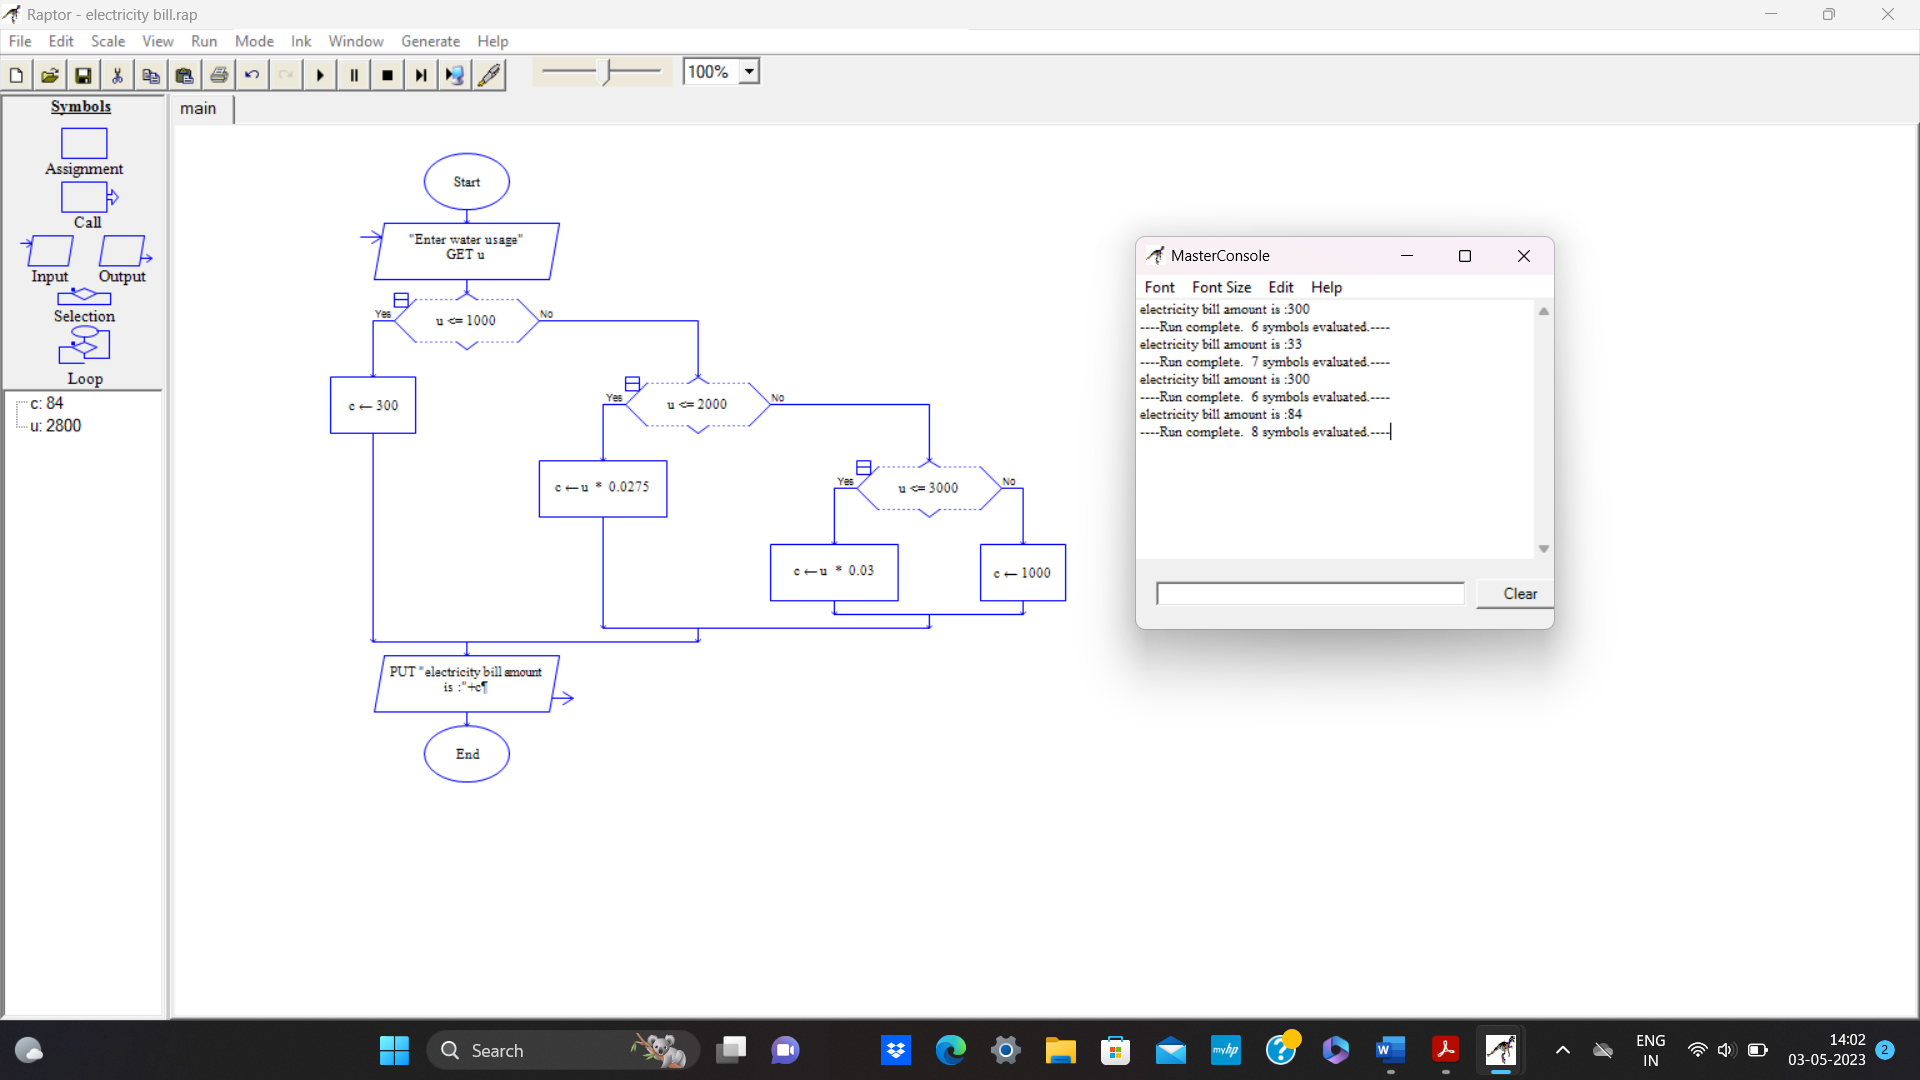 Raptor - electricity bill.rap
File Edit Scale View Run Mode Ink Window Generate Help
100%
Symbols
Assignment
Call
Input Output
Selection
Loop
c: 84
u: 2800
main
Start
"Enter water usage"
GET u
Yes u <= 1000 No
c ← 300
Yes u <= 2000 No
c ← u * 0.0275
Yes u <= 3000 No
c ← u * 0.03
c ← 1000
PUT "electricity bill amount
is :"+c¶
End
MasterConsole
Font Font Size Edit Help
electricity bill amount is :300
----Run complete. 6 symbols evaluated.----
electricity bill amount is :33
----Run complete. 7 symbols evaluated.----
electricity bill amount is :300
----Run complete. 6 symbols evaluated.----
electricity bill amount is :84
----Run complete. 8 symbols evaluated.----
Clear
Search
myhp
W
?
ENG
IN
14:02
03-05-2023
2